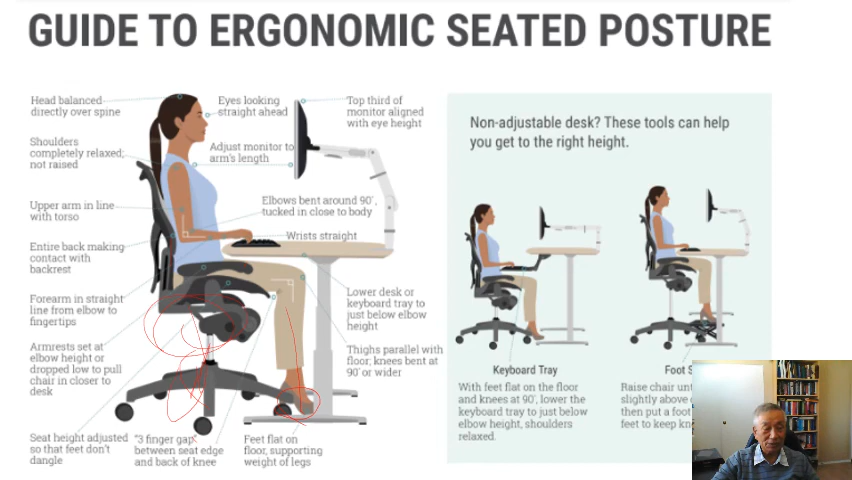 GUIDE TO ERGONOMIC SEATED POSTURE
Head balanced
directly over spine
Eyes looking
straight ahead
Top third of
monitor aligned
with eye height
Shoulders
completely relaxed;
not raised
Adjust monitor to
arm's length
Upper arm in line
with torso
Elbows bent around 90°,
tucked in close to body
Wrists straight
Entire back making
contact with
backrest
Forearm in straight
line from elbow to
fingertips
Lower desk or
keyboard tray to
just below elbow
height
Armrests set at
elbow height or
dropped low to pull
chair in closer to
desk
Thighs parallel with
floor; knees bent at
90° or wider
Seat height adjusted
so that feet don't
dangle
"3 finger gap"
between seat edge
and back of knee
Feet flat on
floor, supporting
weight of legs
Non-adjustable desk? These tools can help
you get to the right height.
Keyboard Tray
With feet flat on the floor
and knees at 90°, lower the
keyboard tray to just below
elbow height, shoulders
relaxed.
Foot
Raise chair
slightly above
then put a foot
feet to keep